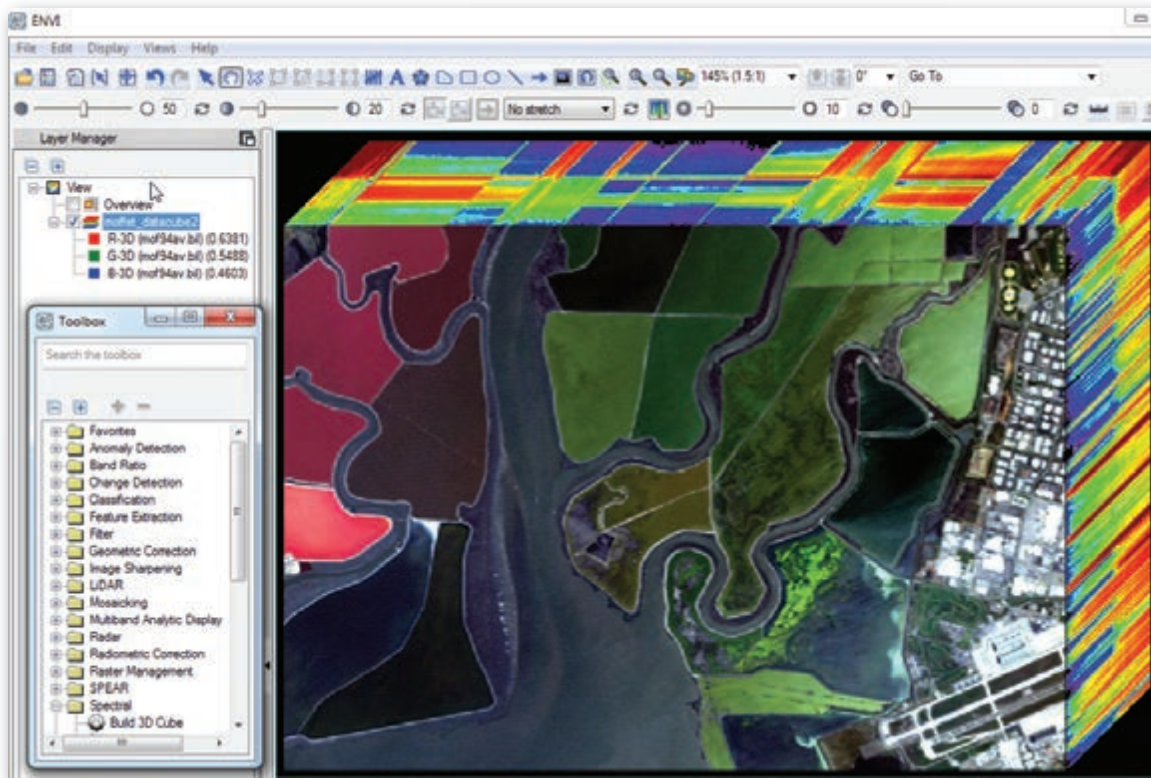 ENVI
File Edit Display Views Help
145% (1.5:1) 0° Go To
50 20 No stretch 10 0
Layer Manager
View
Overview
moffet_datacube2
R-3D (mof94av.bil) (0.6381)
G-3D (mof94av.bil) (0.5488)
B-3D (mof94av.bil) (0.4603)
Toolbox
Search the toolbox
Favorites
Anomaly Detection
Band Ratio
Change Detection
Classification
Feature Extraction
Filter
Geometric Correction
Image Sharpening
LiDAR
Mosaicking
Multiband Analytic Display
Radar
Radiometric Correction
Raster Management
SPEAR
Spectral
Build 3D Cube